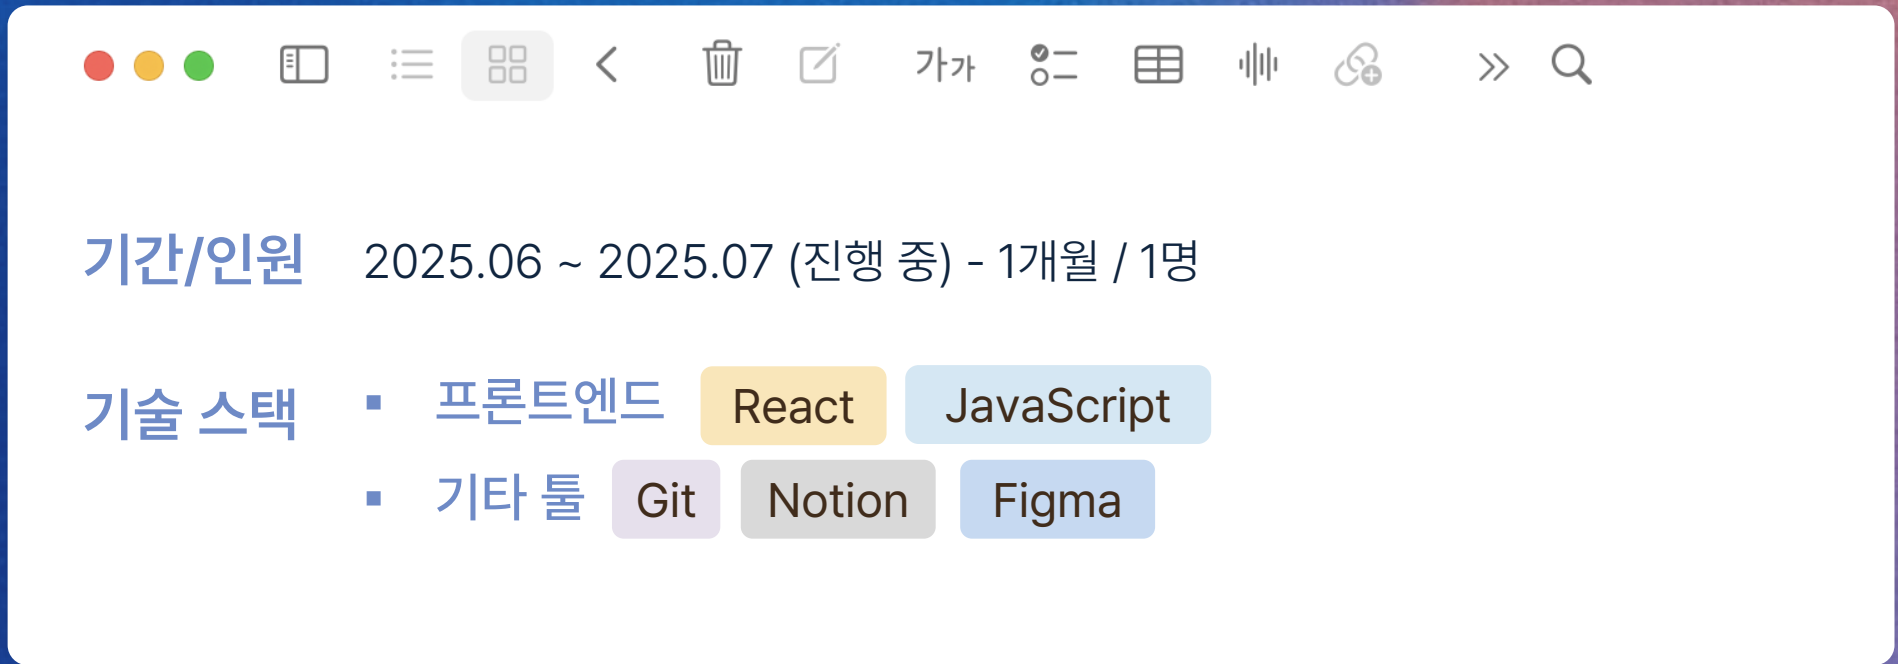 가가
기간/인원 2025.06 ~ 2025.07 (진행 중) - 1개월 / 1명
기술 스택 ▪ 프론트엔드 React JavaScript
▪ 기타 툴 Git Notion Figma